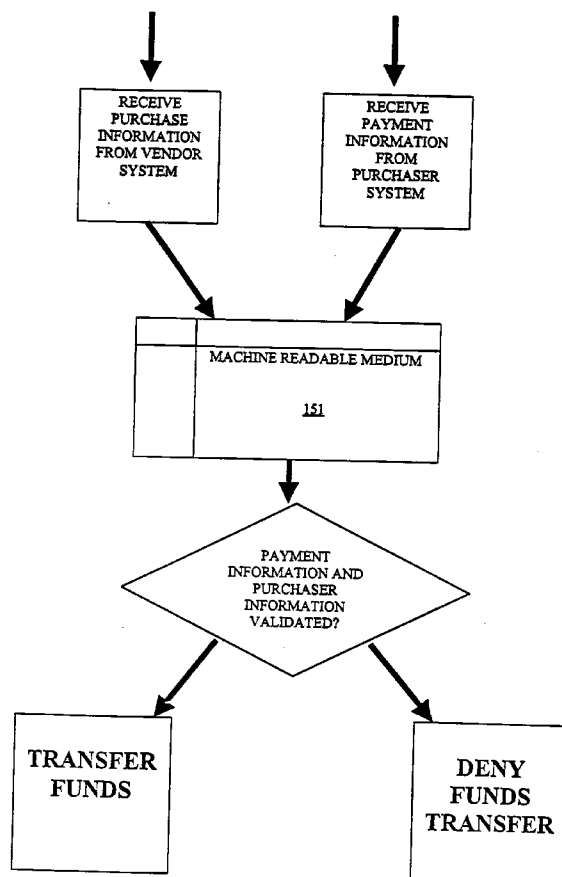 RECEIVE
PURCHASE
INFORMATION
FROM VENDOR
SYSTEM
RECEIVE
PAYMENT
INFORMATION
FROM
PURCHASER
SYSTEM
MACHINE READABLE MEDIUM
151
PAYMENT
INFORMATION AND
PURCHASER
INFORMATION
VALIDATED?
TRANSFER
FUNDS
DENY
FUNDS
TRANSFER